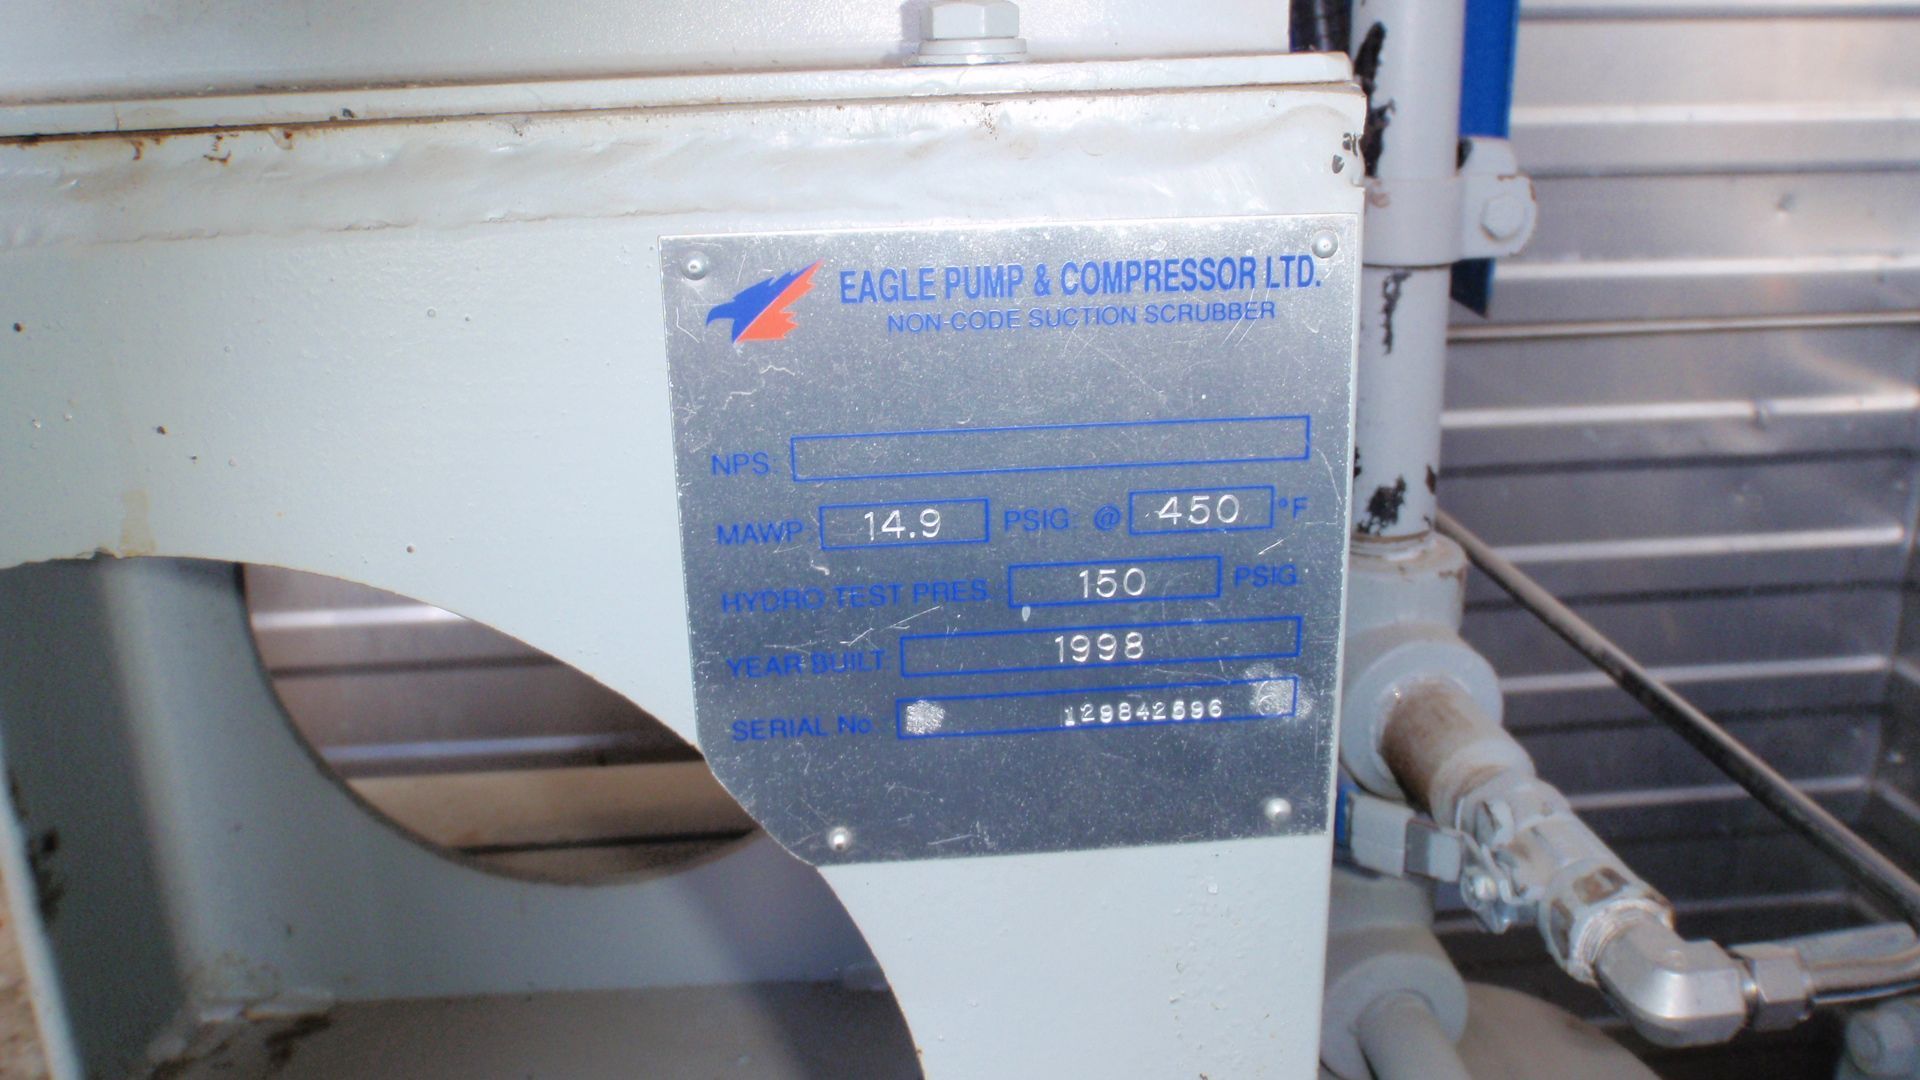 EAGLE PUMP & COMPRESSOR LTD.
NON-CODE SUCTION SCRUBBER
NPS:
MAWP: 14.9 PSIG: @ 450 °F
HYDRO TEST PRES. 150 PSIG.
YEAR BUILT: 1998
SERIAL No. 129842596